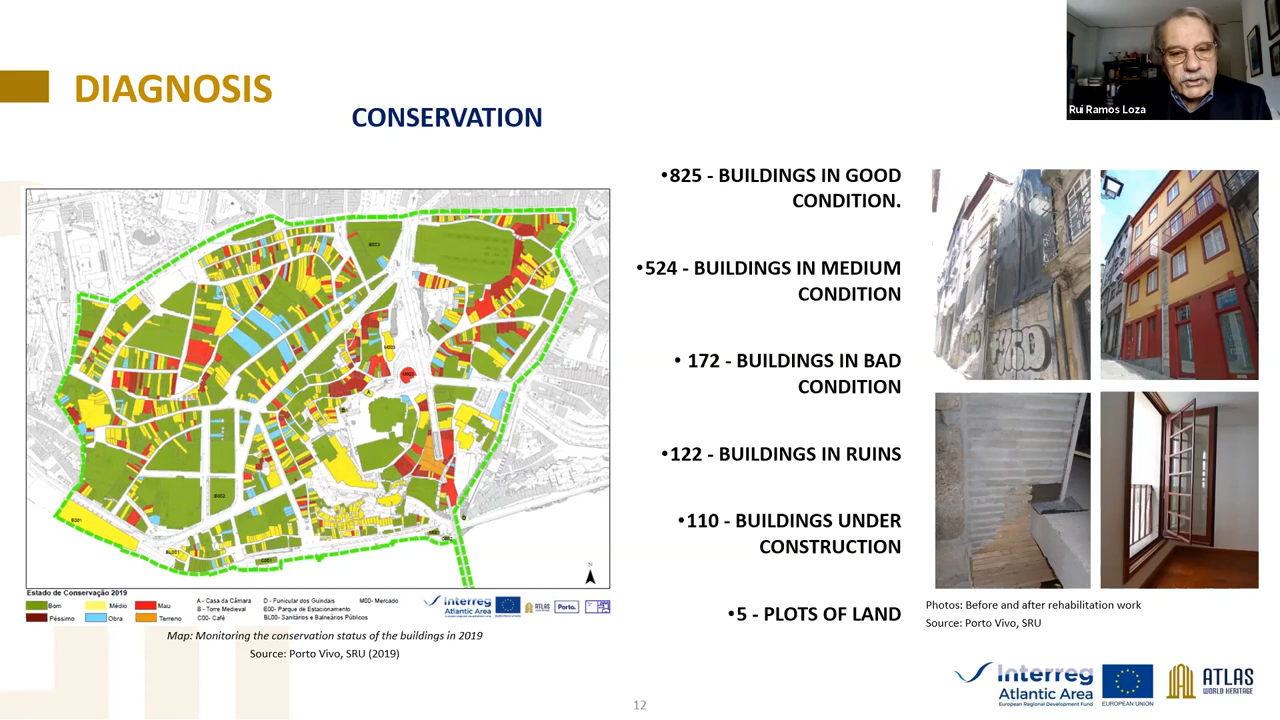 DIAGNOSIS
CONSERVATION
Rui Ramos Loza
•825 - BUILDINGS IN GOOD
CONDITION.
•524 - BUILDINGS IN MEDIUM
CONDITION
• 172 - BUILDINGS IN BAD
CONDITION
•122 - BUILDINGS IN RUINS
•110 - BUILDINGS UNDER
CONSTRUCTION
•5 - PLOTS OF LAND
Estado de Conservação 2019
Bom Médio Mau
Péssimo Obra Terreno
A - Casa da Câmara D - Funicular dos Guindais M00- Mercado
B - Torre Medieval E00- Parque de Estacionamento
C00- Café BL00- Sanitários e Balneários Públicos
Interreg
Atlantic Area
Porto.
Map: Monitoring the conservation status of the buildings in 2019
Source: Porto Vivo, SRU (2019)
Photos: Before and after rehabilitation work
Source: Porto Vivo, SRU
Interreg
Atlantic Area
European Regional Development Fund
EUROPEAN UNION
ATLAS
WORLD HERITAGE
12